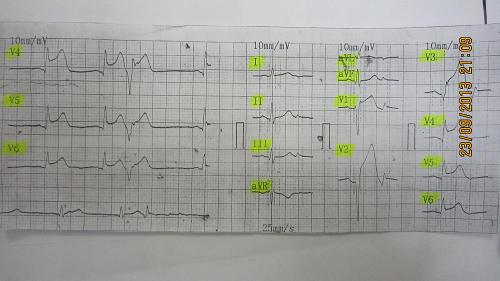 10mm/mV
V4
V5
V6
10mm/mV
I
II
III
aVR
25mm/s
10mm/mV
aVL
aVF
V1
V2
10mm/mV
V3
V4
V5
V6
23/09/2013 21:09